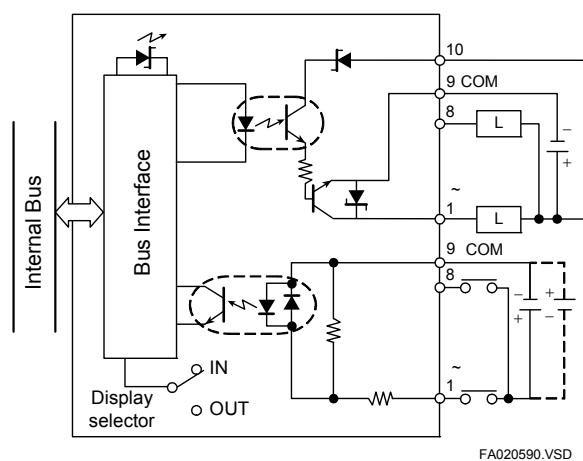 10
9 COM
8
L
−
+
~
1
L
Internal Bus
Bus Interface
9 COM
8
− +
+ −
~
1
IN
Display
selector
OUT
FA020590.VSD